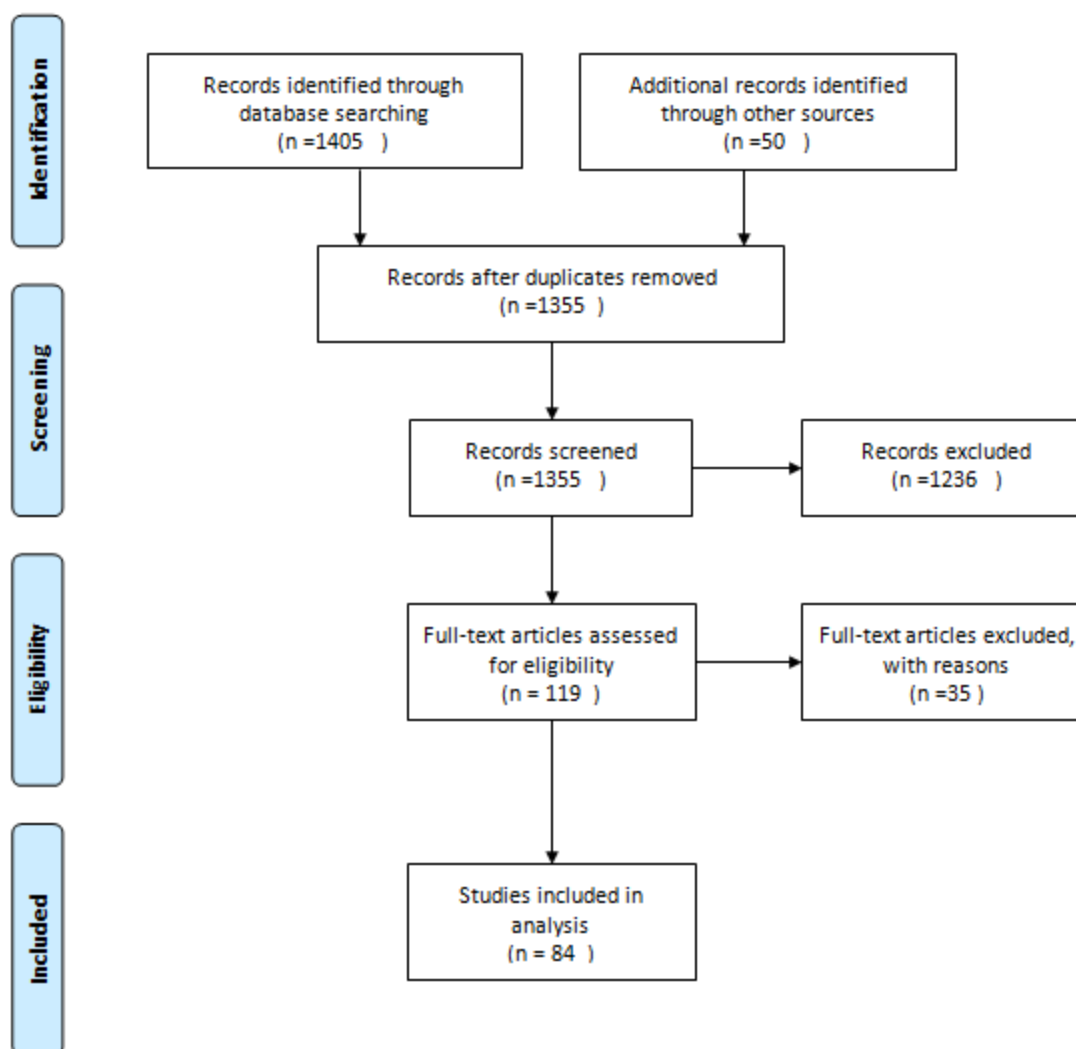 Identification
Records identified through
database searching
(n =1405   )
Additional records identified
through other sources
(n =50   )
Records after duplicates removed
(n =1355  )
Screening
Records screened
(n =1355   )
Records excluded
(n =1236   )
Eligibility
Full-text articles assessed
for eligibility
(n = 119  )
Full-text articles excluded,
with reasons
(n =35 )
Included
Studies included in
analysis
(n = 84  )